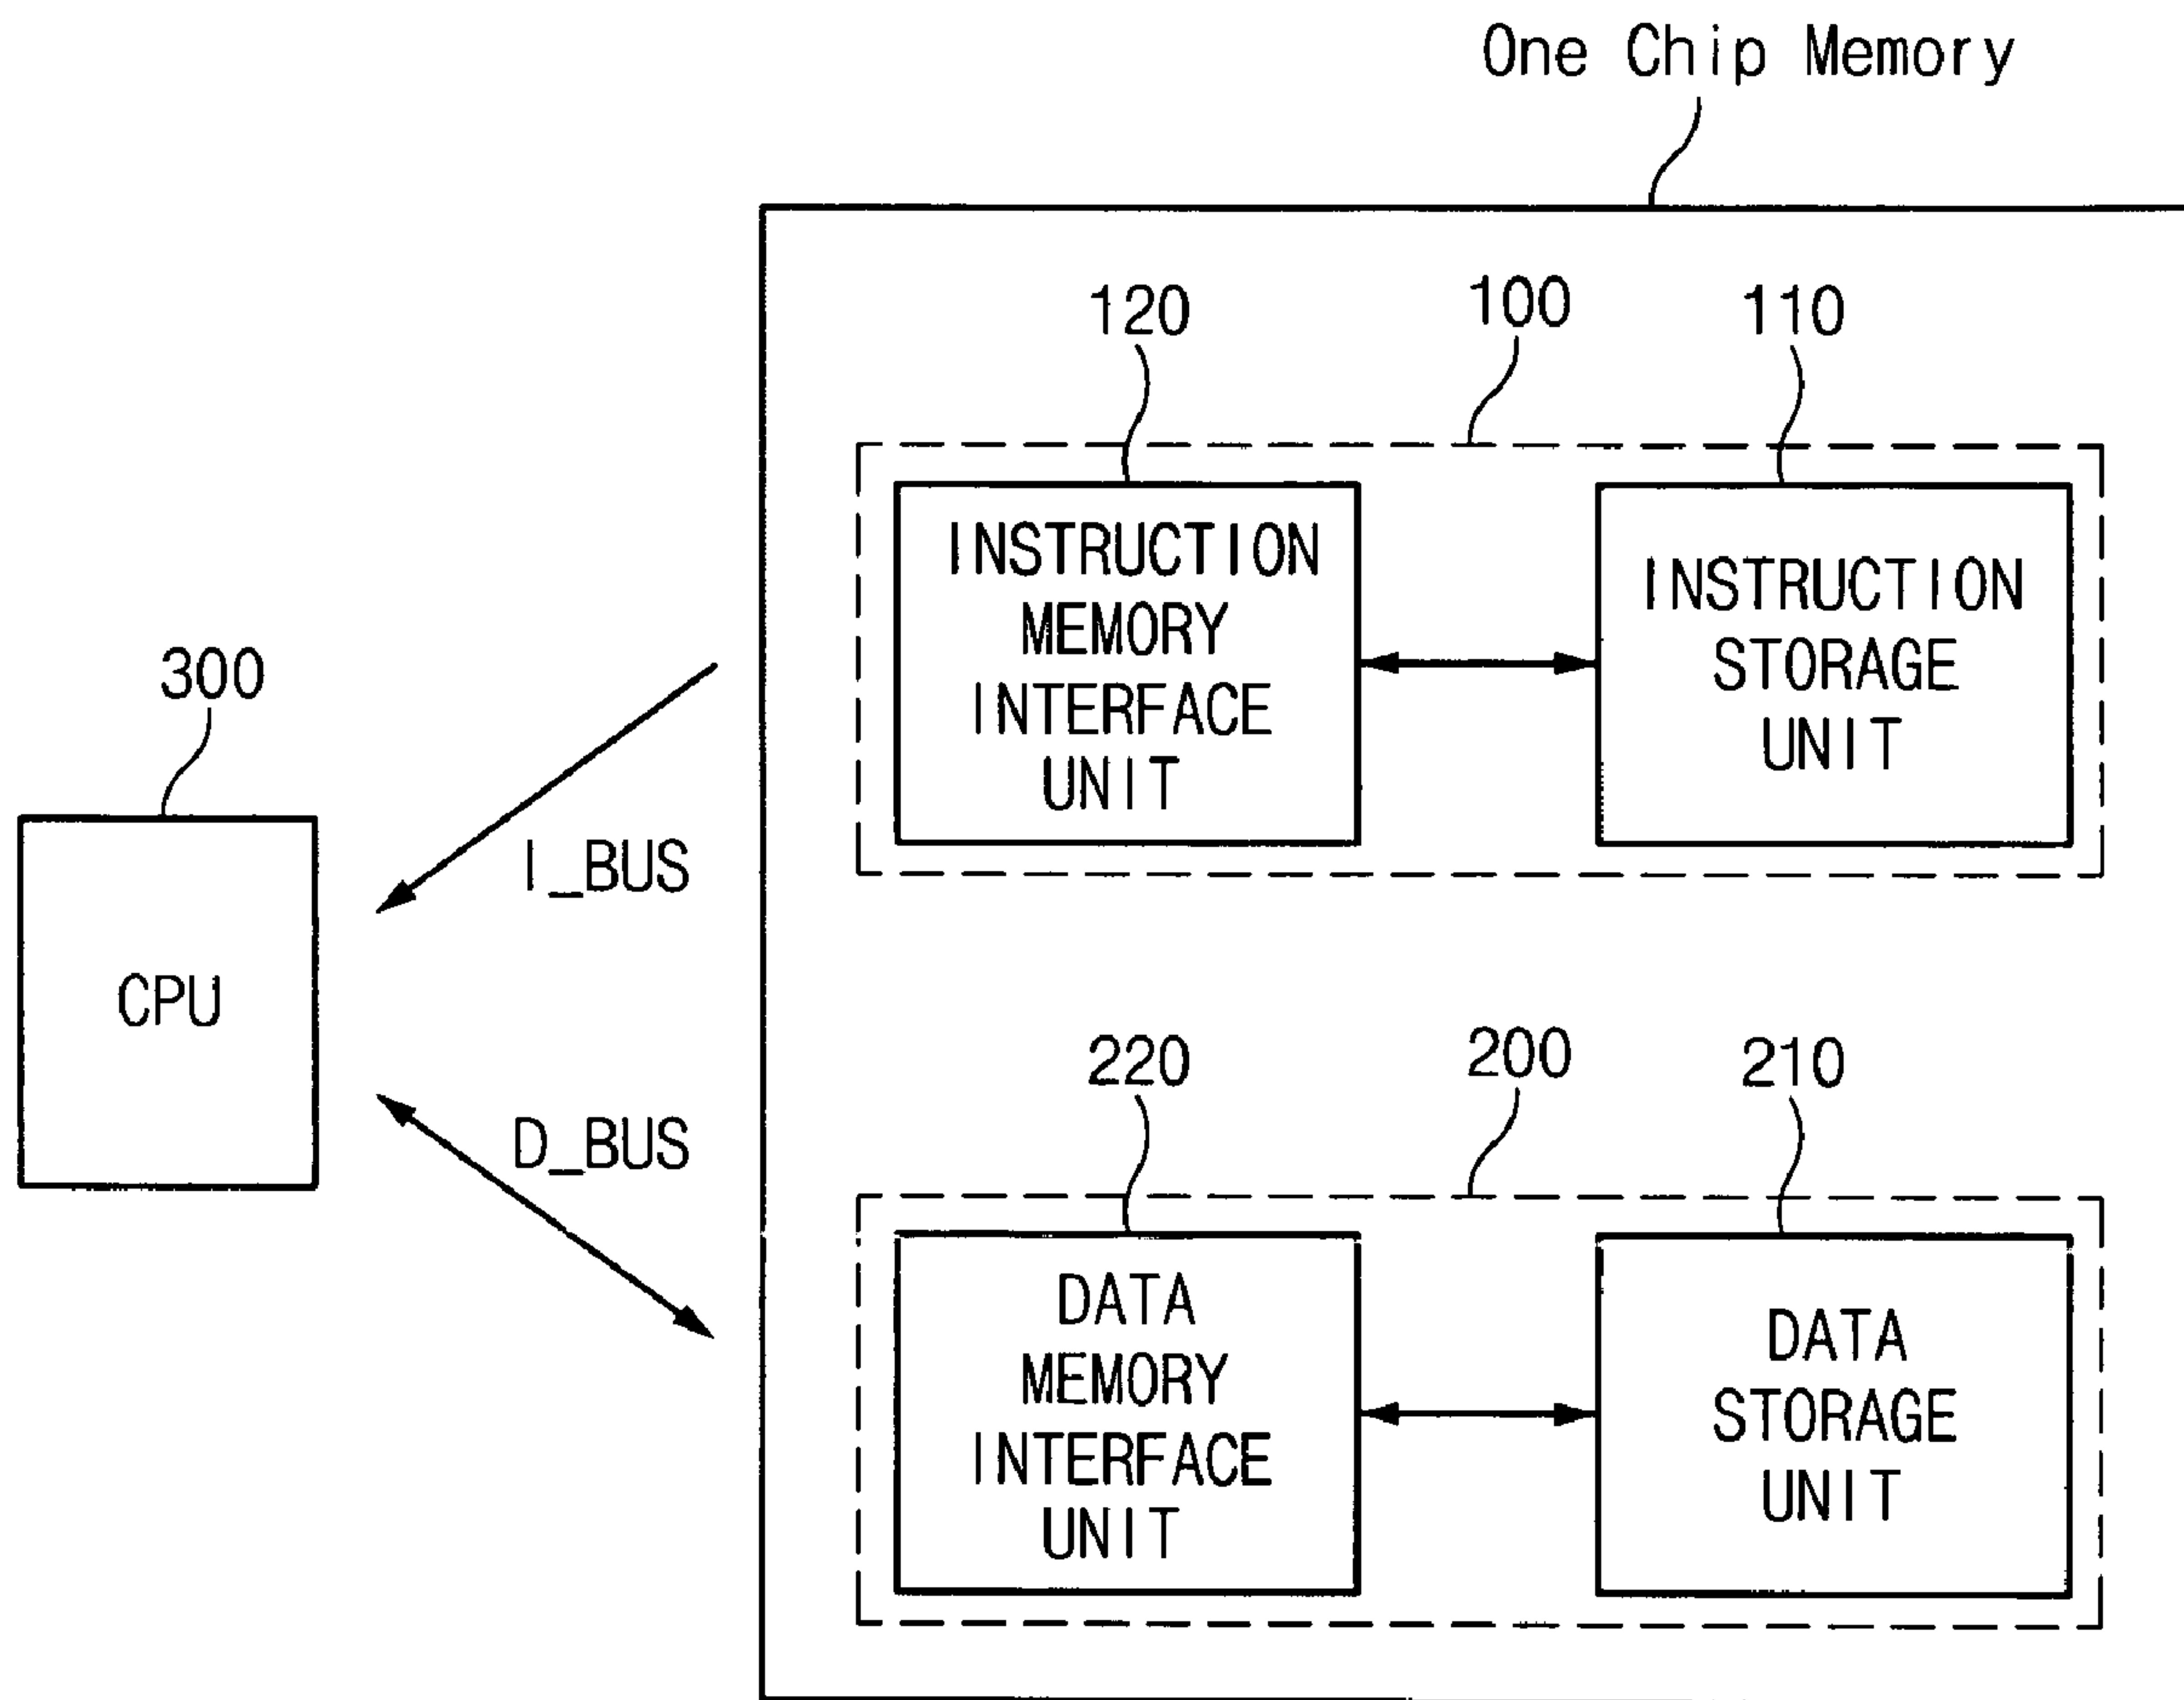 One Chip Memory
120
100
110
INSTRUCTION
MEMORY
INTERFACE
UNIT
INSTRUCTION
STORAGE
UNIT
300
I_BUS
CPU
D_BUS
220
200
210
DATA
MEMORY
INTERFACE
UNIT
DATA
STORAGE
UNIT